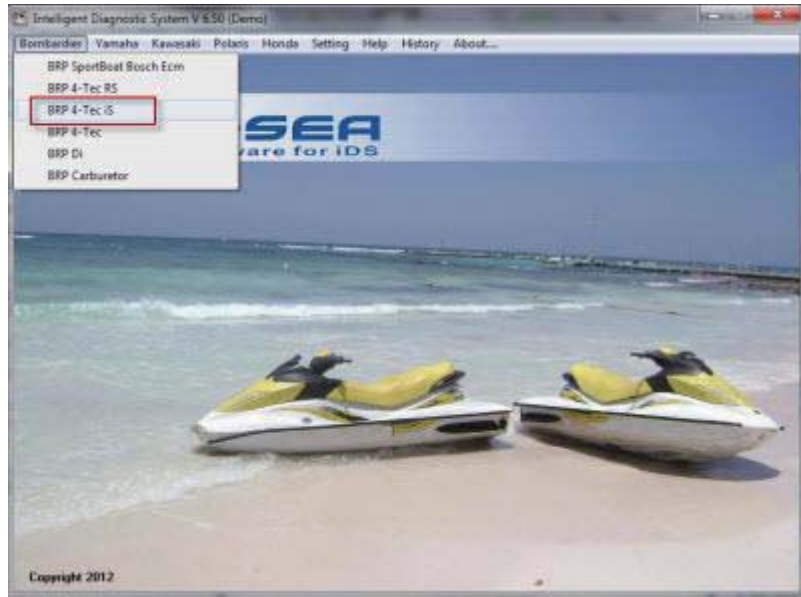 Intelligent Diagnostic System V 6.50 (Demo)
Bombardier Yamaha Kawasaki Polaris Honda Setting Help History About...
BRP SportBoat Bosch Ecm
BRP 4-Tec RS
BRP 4-Tec iS
BRP 4-Tec
BRP Di
BRP Carburetor
SEA
are for iDS
Copyright 2012